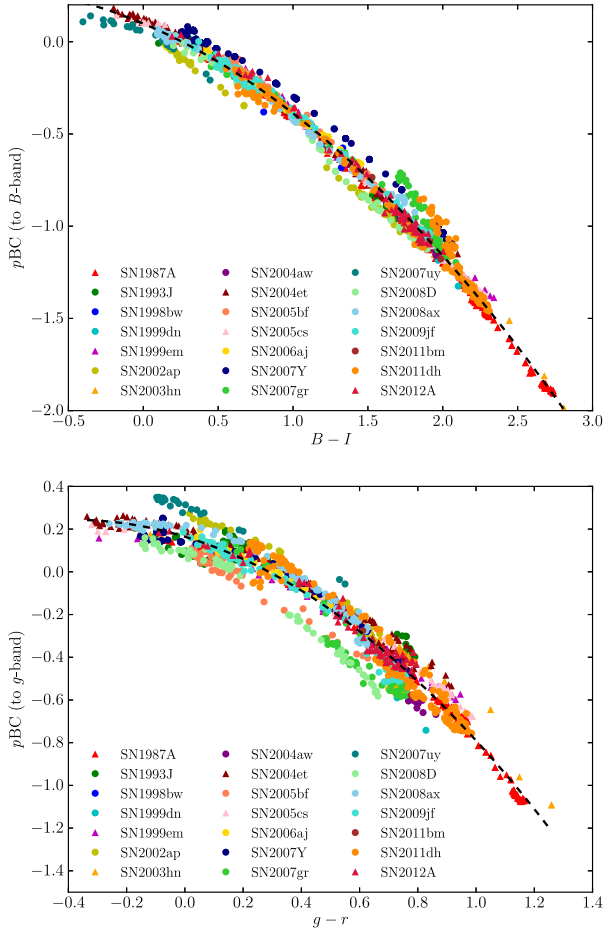 0.0
−0.5
−1.0
−1.5
−2.0
pBC (to B-band)
SN1987A SN2004aw SN2007uy
SN1993J SN2004et SN2008D
SN1998bw SN2005bf SN2008ax
SN1999dn SN2005cs SN2009jf
SN1999em SN2006aj SN2011bm
SN2002ap SN2007Y SN2011dh
SN2003hn SN2007gr SN2012A
−0.5 0.0 0.5 1.0 1.5 2.0 2.5 3.0
B − I
0.4
0.2
0.0
−0.2
−0.4
−0.6
−0.8
−1.0
−1.2
−1.4
pBC (to g-band)
SN1987A SN2004aw SN2007uy
SN1993J SN2004et SN2008D
SN1998bw SN2005bf SN2008ax
SN1999dn SN2005cs SN2009jf
SN1999em SN2006aj SN2011bm
SN2002ap SN2007Y SN2011dh
SN2003hn SN2007gr SN2012A
−0.4 −0.2 0.0 0.2 0.4 0.6 0.8 1.0 1.2 1.4
g − r